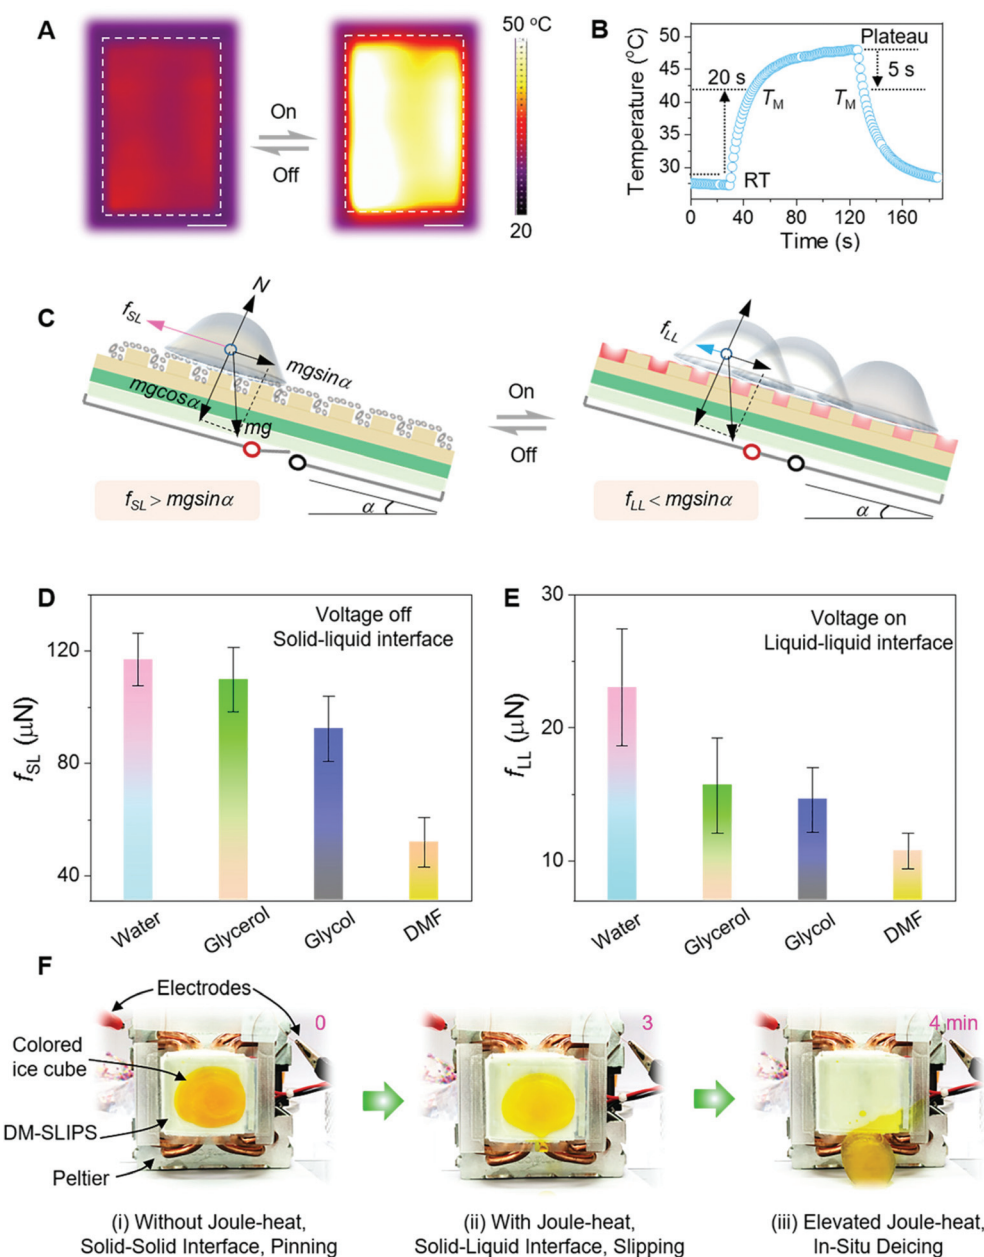 A
50 °C
On
Off
20
B
Temperature (°C)
50
45
40
35
30
20 s
Plateau
5 s
T_M
T_M
RT
0
40
80
120
160
Time (s)
C
N
f_SL
mgsinα
mgcosα
mg
f_SL > mgsinα
α
On
Off
f_LL
f_LL < mgsinα
α
D
Voltage off
Solid-liquid interface
f_SL (μN)
120
80
40
Water
Glycerol
Glycol
DMF
E
Voltage on
Liquid-liquid interface
f_LL (μN)
30
20
10
Water
Glycerol
Glycol
DMF
F
Electrodes
Colored
ice cube
DM-SLIPS
Peltier
0
3
4 min
(i) Without Joule-heat,
Solid-Solid Interface, Pinning
(ii) With Joule-heat,
Solid-Liquid Interface, Slipping
(iii) Elevated Joule-heat,
In-Situ Deicing